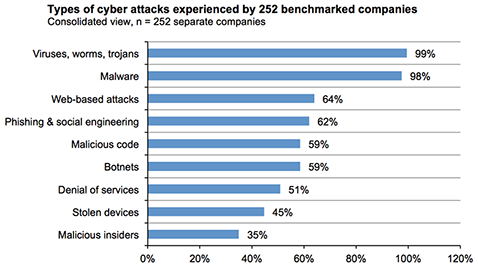 Types of cyber attacks experienced by 252 benchmarked companies
Consolidated view, n = 252 separate companies
Viruses, worms, trojans 99%
Malware 98%
Web-based attacks 64%
Phishing & social engineering 62%
Malicious code 59%
Botnets 59%
Denial of services 51%
Stolen devices 45%
Malicious insiders 35%
0% 20% 40% 60% 80% 100% 120%